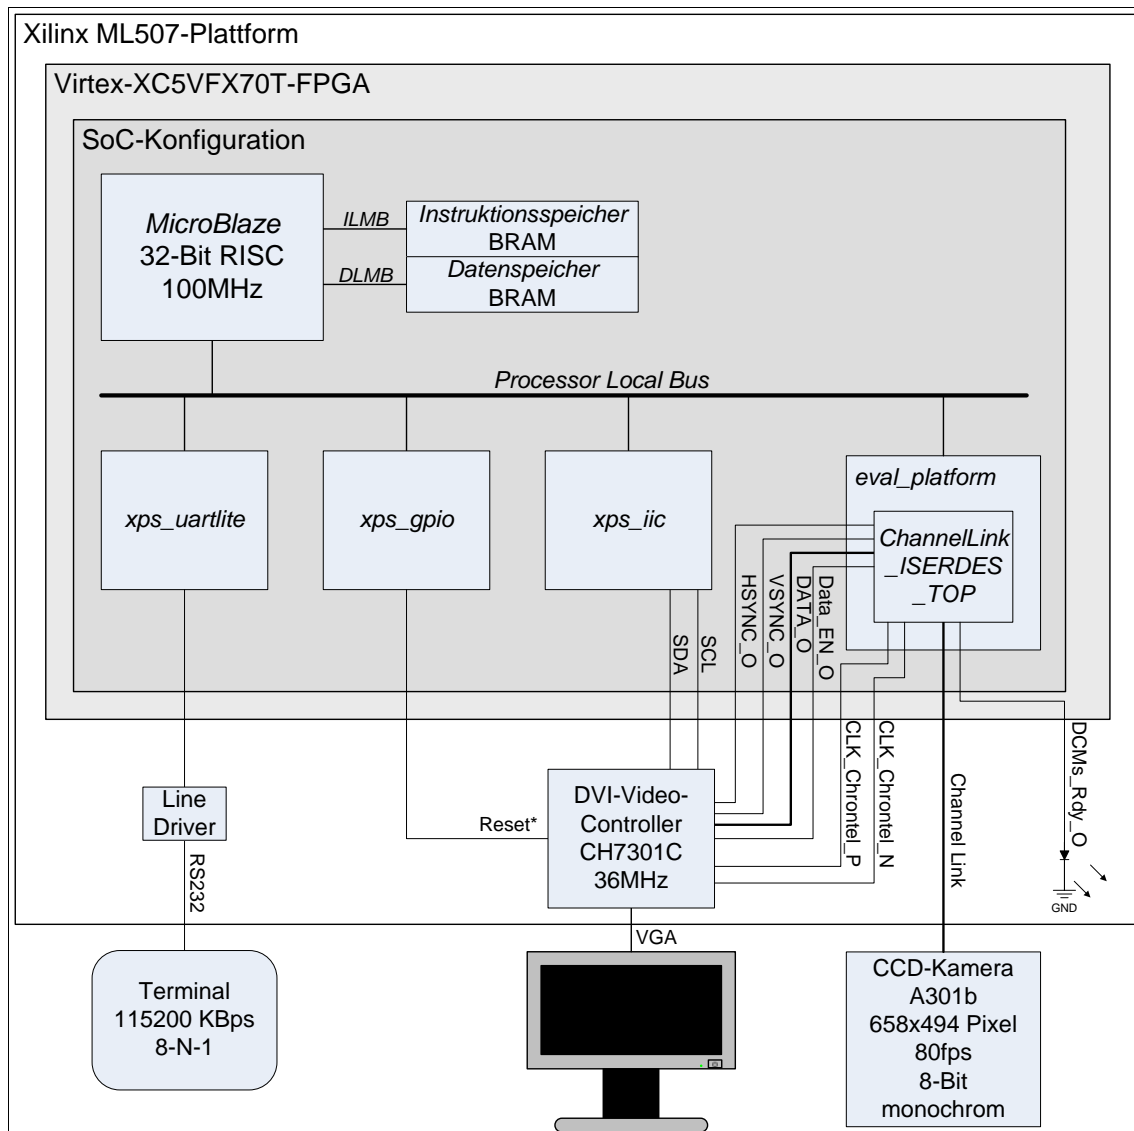 Xilinx ML507-Plattform
Virtex-XC5VFX70T-FPGA
SoC-Konfiguration
MicroBlaze
32-Bit RISC
100MHz
ILMB
DLMB
Instruktionsspeicher
BRAM
Datenspeicher
BRAM
Processor Local Bus
xps_uartlite
xps_gpio
xps_iic
eval_platform
ChannelLink
_ISERDES
_TOP
SDA
SCL
HSYNC_O
VSYNC_O
DATA_O
Data_EN_O
CLK_Chrontel_P
CLK_Chrontel_N
Channel Link
DCMs_Rdy_O
GND
Line
Driver
RS232
Reset*
DVI-Video-
Controller
CH7301C
36MHz
VGA
Terminal
115200 KBps
8-N-1
CCD-Kamera
A301b
658x494 Pixel
80fps
8-Bit
monochrom